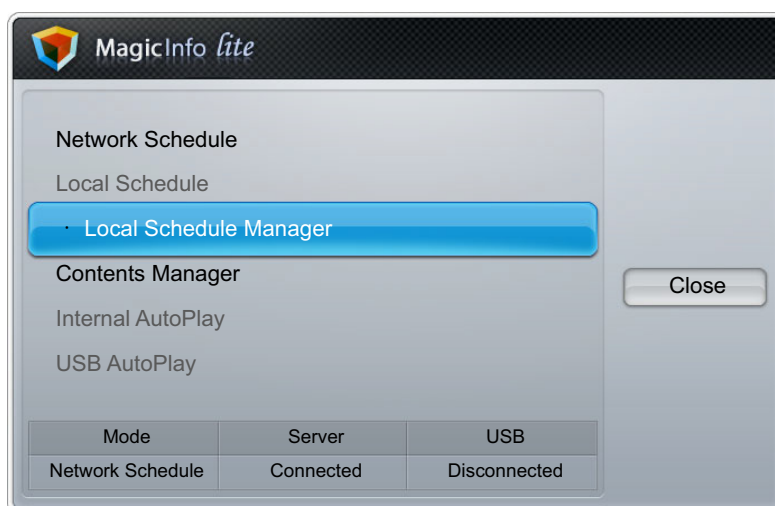 MagicInfo lite
Network Schedule
Local Schedule
· Local Schedule Manager
Contents Manager
Close
Internal AutoPlay
USB AutoPlay
Mode Server USB
Network Schedule Connected Disconnected